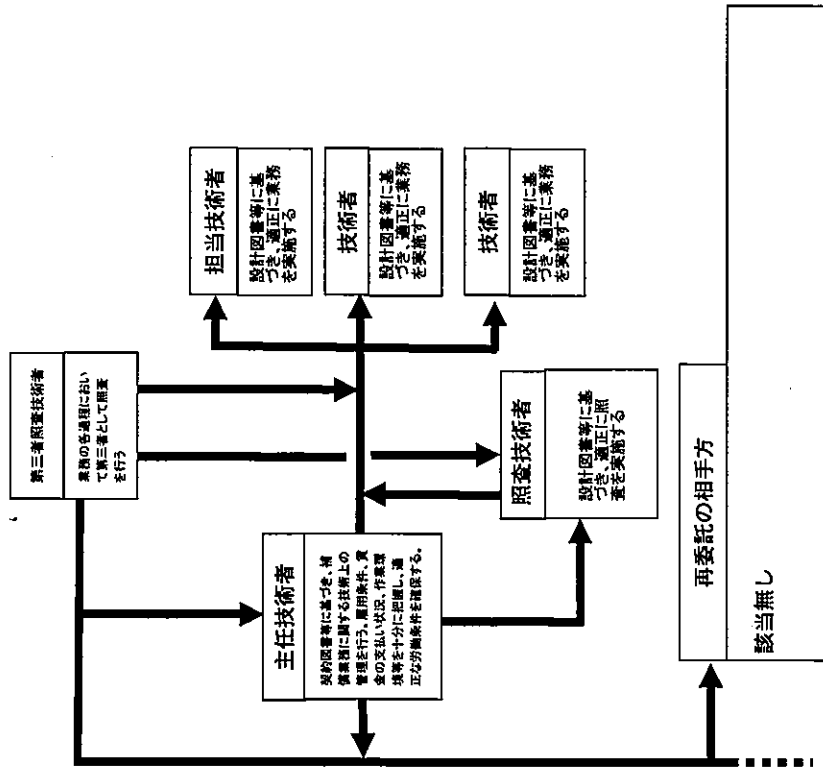 第三者照査技術者
業務の各過程におい
て第三者として照査
を行う
主任技術者
契約図書等に基づき、補
償業務に関する技術上の
管理を行う。雇用条件、賃
金の支払い状況、作業環
境等を十分に把握し、適
正な労働条件を確保する。
担当技術者
設計図書等に基
づき、適正に業務
を実施する
技術者
設計図書等に基
づき、適正に業務
を実施する
技術者
設計図書等に基
づき、適正に業務
を実施する
照査技術者
設計図書等に基
づき、適正に照
査を実施する
再委託の相手方
該当無し